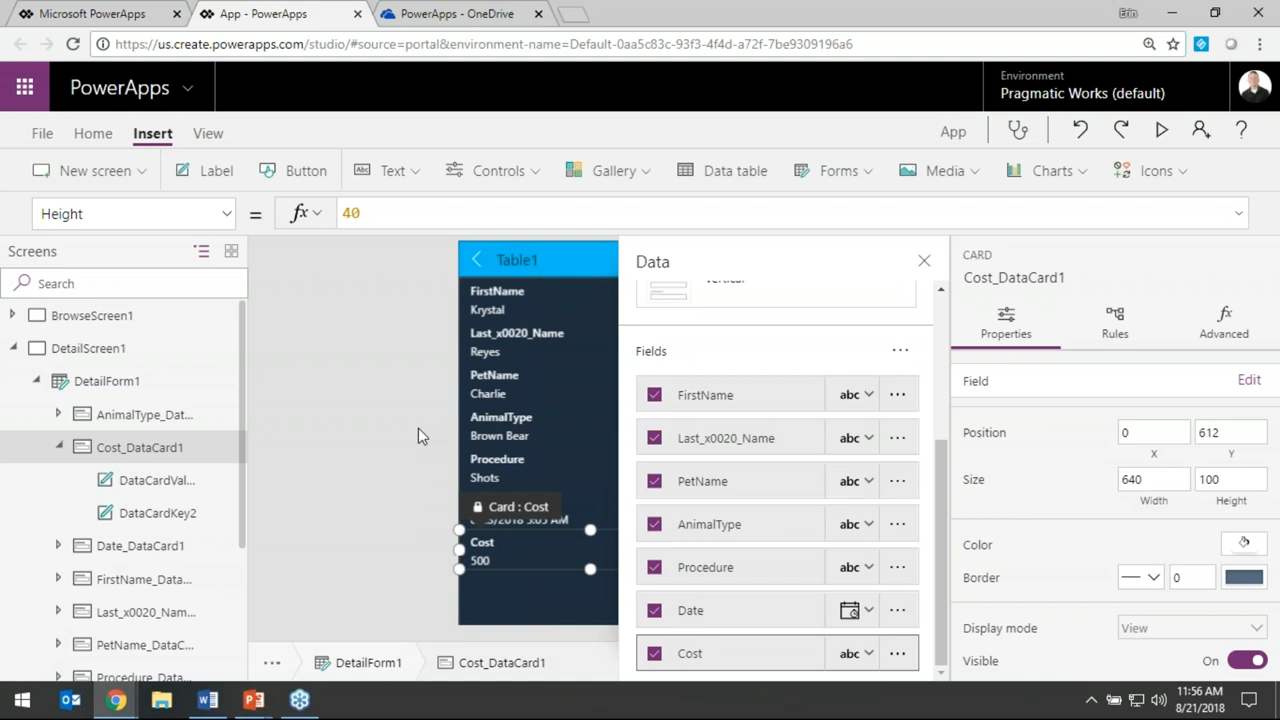 Microsoft PowerApps
App - PowerApps
PowerApps - OneDrive
Erin
https://us.create.powerapps.com/studio/#source=portal&environment-name=Default-0aa5c83c-93f3-4f4d-a72f-7be9309196a6
PowerApps
Environment
Pragmatic Works (default)
File Home Insert View App
New screen Label Button Text Controls Gallery Data table Forms Media Charts Icons
Height = fx 40
Screens
Search
BrowseScreen1
DetailScreen1
DetailForm1
AnimalType_Dat...
Cost_DataCard1
DataCardVal...
DataCardKey2
Date_DataCard1
FirstName_Data...
Last_x0020_Nam...
PetName_DataC...
Procedure_Data...
Table1
FirstName
Krystal
Last_x0020_Name
Reyes
PetName
Charlie
AnimalType
Brown Bear
Procedure
Shots
Card : Cost
Cost
500
DetailForm1
Cost_DataCard1
Data
Vertical
Fields
FirstName abc
Last_x0020_Name abc
PetName abc
AnimalType abc
Procedure abc
Date
Cost abc
CARD
Cost_DataCard1
Properties Rules Advanced
Field Edit
Position 0 612
X Y
Size 640 100
Width Height
Color
Border 0
Display mode View
Visible On
11:56 AM
8/21/2018